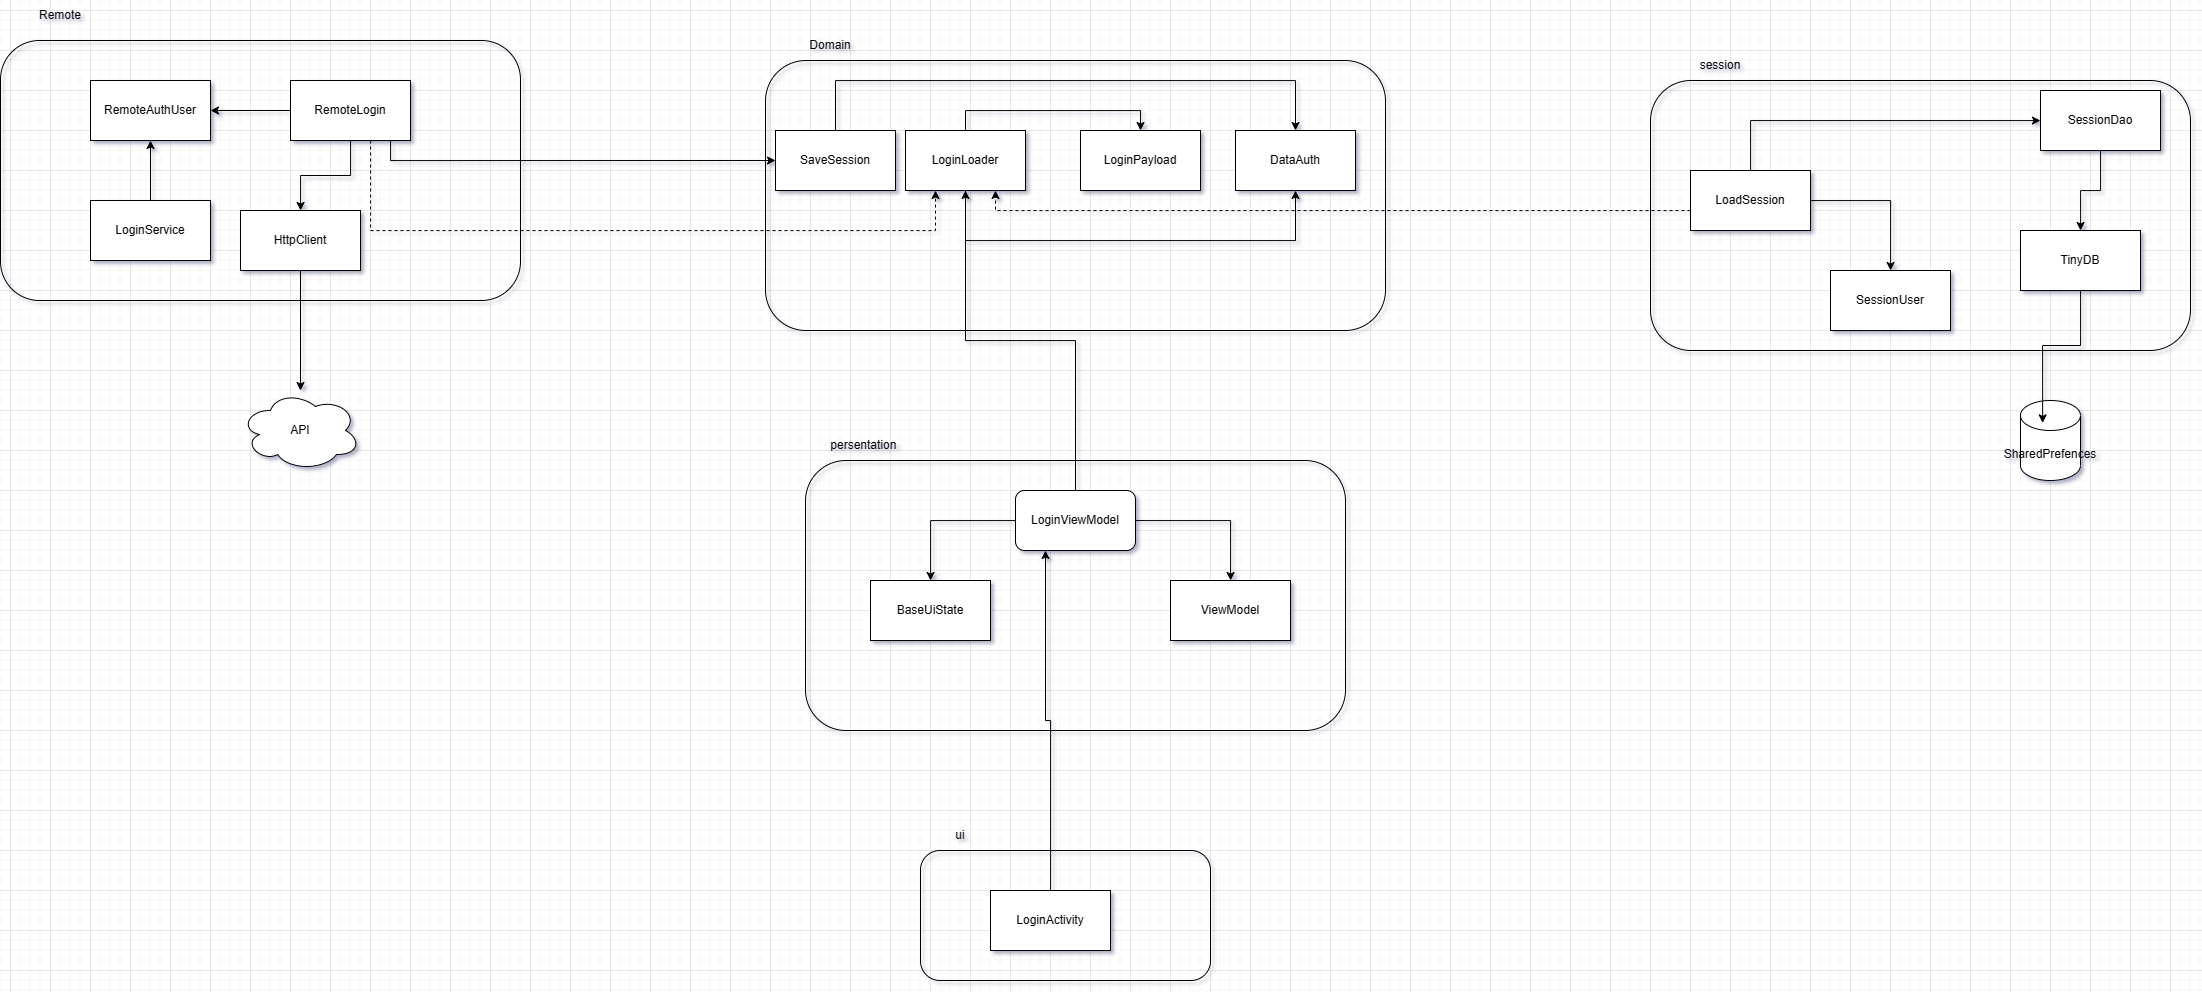 Remote
RemoteAuthUser
RemoteLogin
LoginService
HttpClient
API
Domain
SaveSession
LoginLoader
LoginPayload
DataAuth
session
SessionDao
LoadSession
TinyDB
SessionUser
SharedPrefences
persentation
LoginViewModel
BaseUiState
ViewModel
ui
LoginActivity